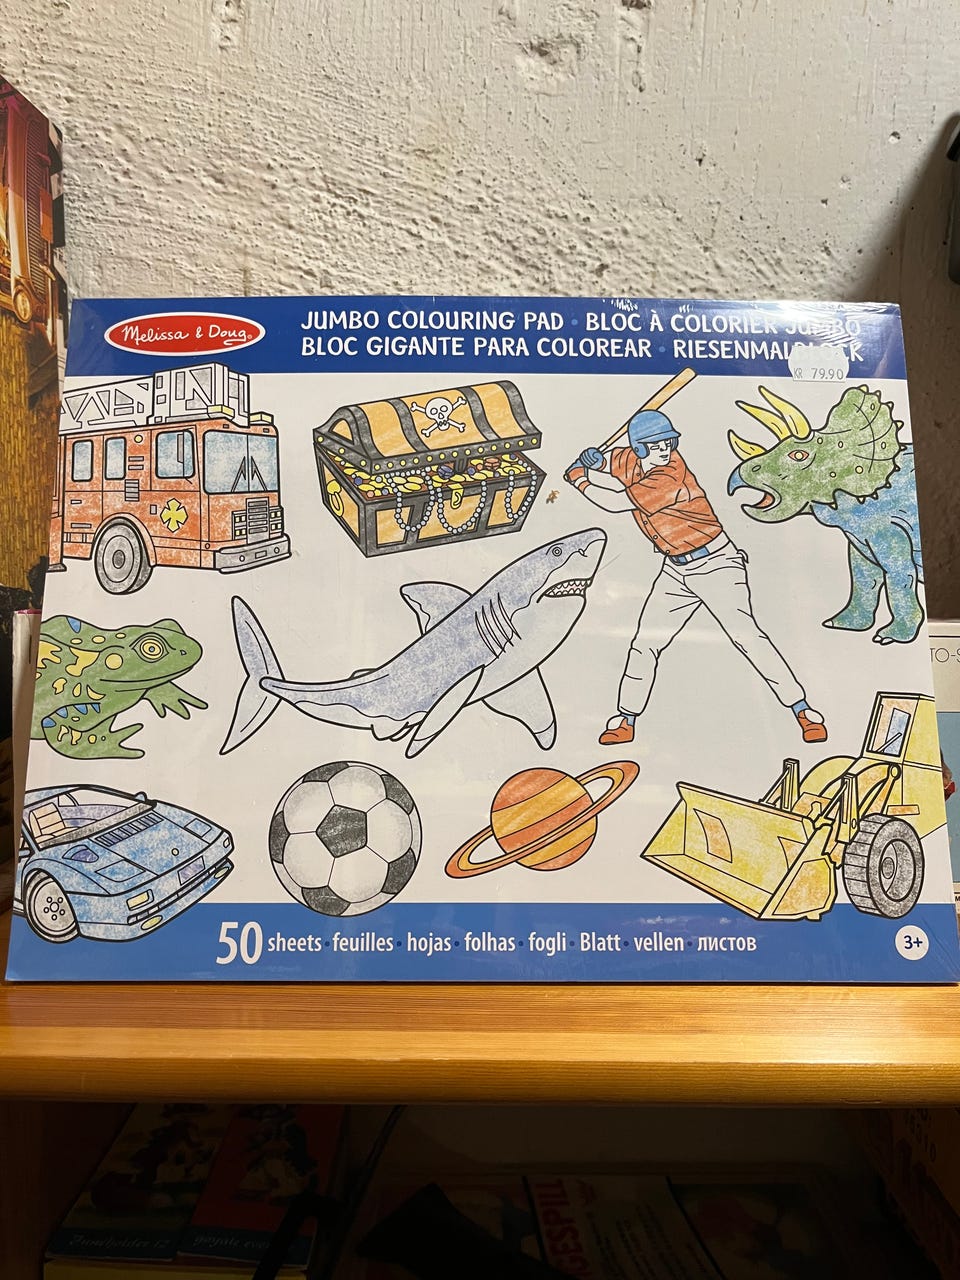 Melissa & Doug
JUMBO COLOURING PAD · BLOC À COLORIER JUMBO
BLOC GIGANTE PARA COLOREAR · RIESENMALBLOCK
KR 79.90
TO-S
50 sheets · feuilles · hojas · folhas · fogli · Blatt · vellen · листов
3+